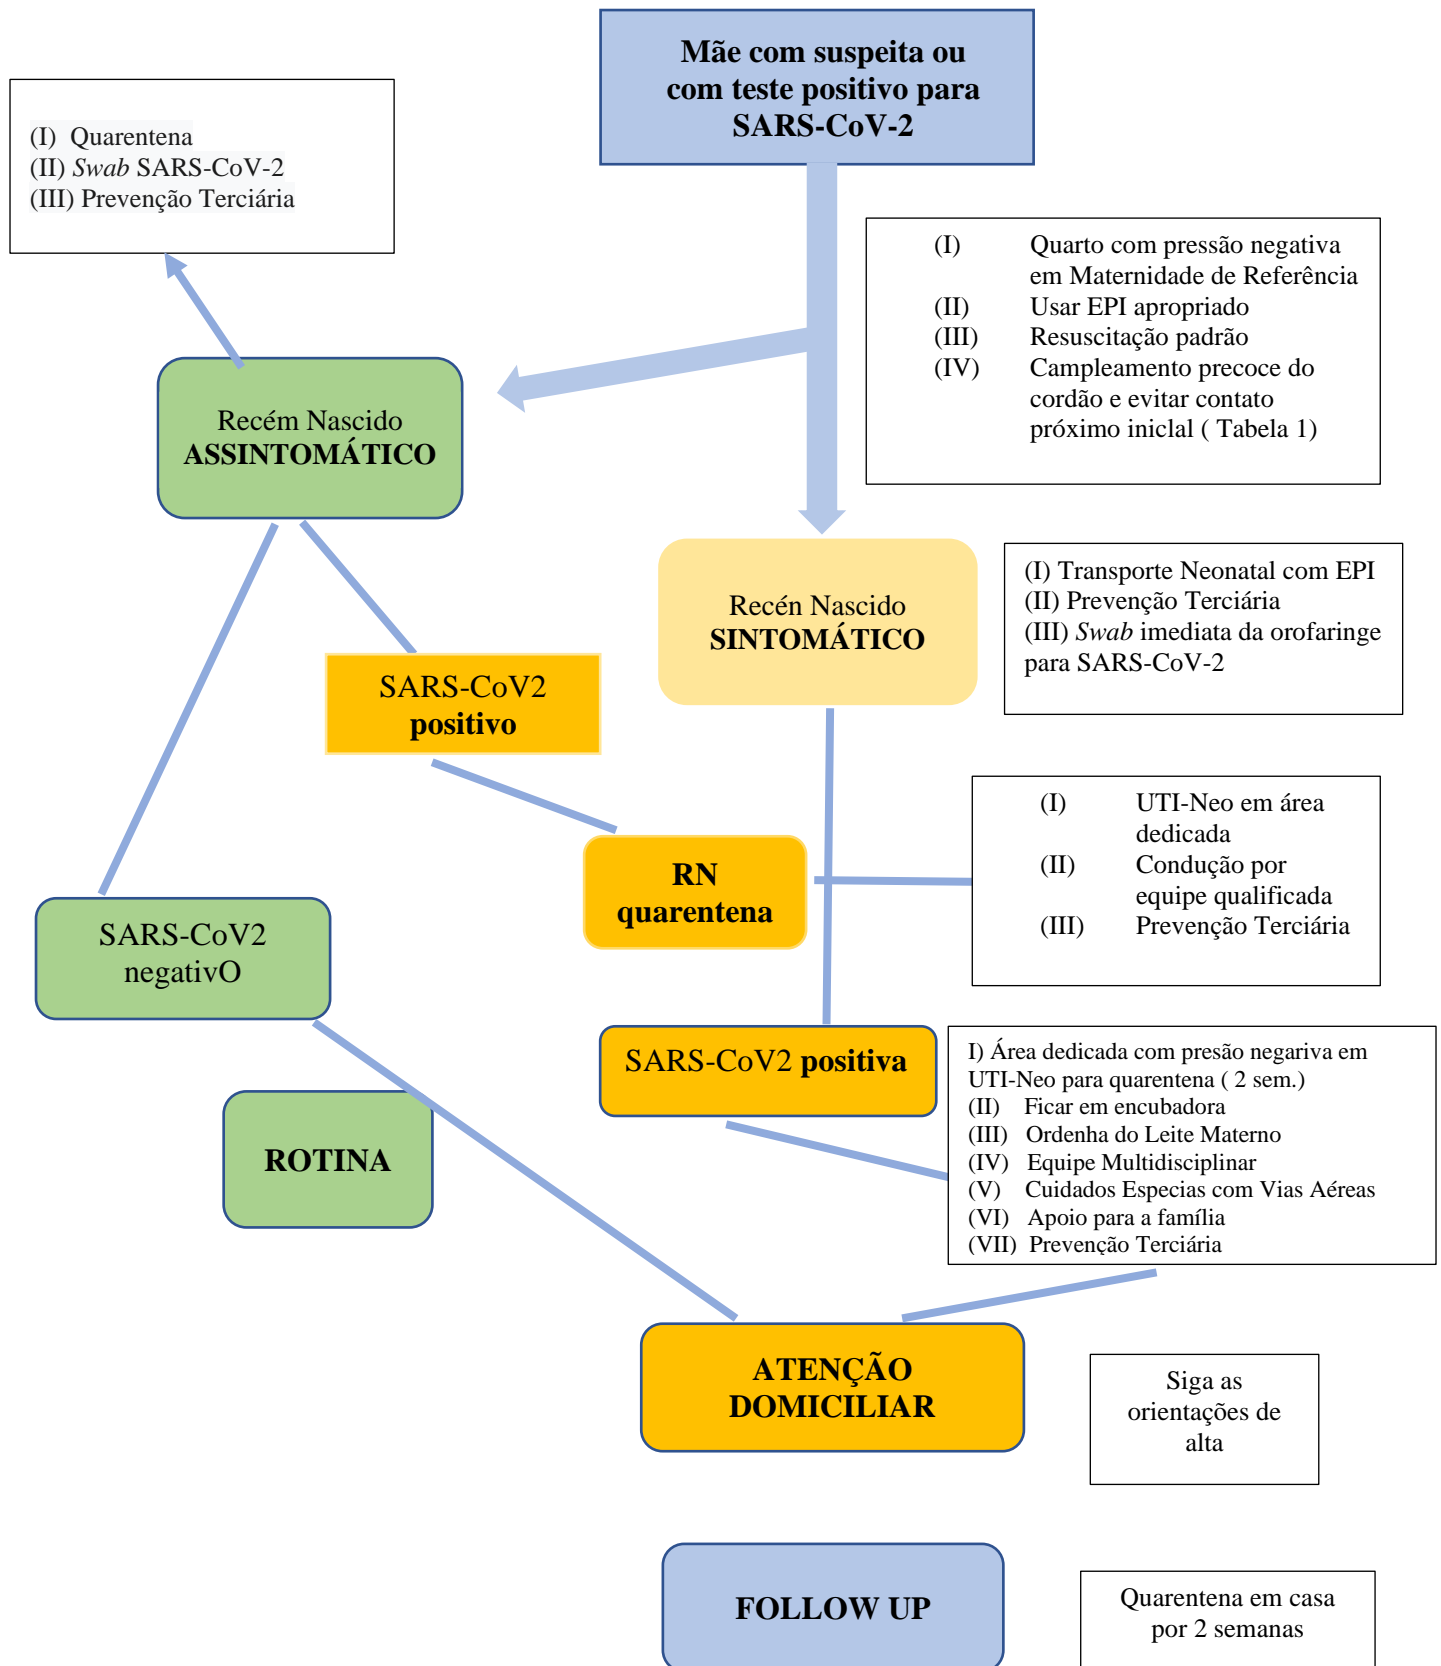 Mãe com suspeita ou
com teste positivo para
SARS-CoV-2
(I) Quarentena
(II) Swab SARS-CoV-2
(III) Prevenção Terciária
(I) Quarto com pressão negativa
em Maternidade de Referência
(II) Usar EPI apropriado
(III) Resuscitação padrão
(IV) Campleamento precoce do
cordão e evitar contato
próximo iniclal ( Tabela 1)
Recém Nascido
ASSINTOMÁTICO
Recén Nascido
SINTOMÁTICO
(I) Transporte Neonatal com EPI
(II) Prevenção Terciária
(III) Swab imediata da orofaringe
para SARS-CoV-2
SARS-CoV2
positivo
(I) UTI-Neo em área
dedicada
(II) Condução por
equipe qualificada
(III) Prevenção Terciária
RN
quarentena
SARS-CoV2
negativO
SARS-CoV2 positiva
I) Área dedicada com presão negariva em
UTI-Neo para quarentena ( 2 sem.)
(II) Ficar em encubadora
(III) Ordenha do Leite Materno
(IV) Equipe Multidisciplinar
(V) Cuidados Especias com Vias Aéreas
(VI) Apoio para a família
(VII) Prevenção Terciária
ROTINA
ATENÇÃO
DOMICILIAR
Siga as
orientações de
alta
FOLLOW UP
Quarentena em casa
por 2 semanas